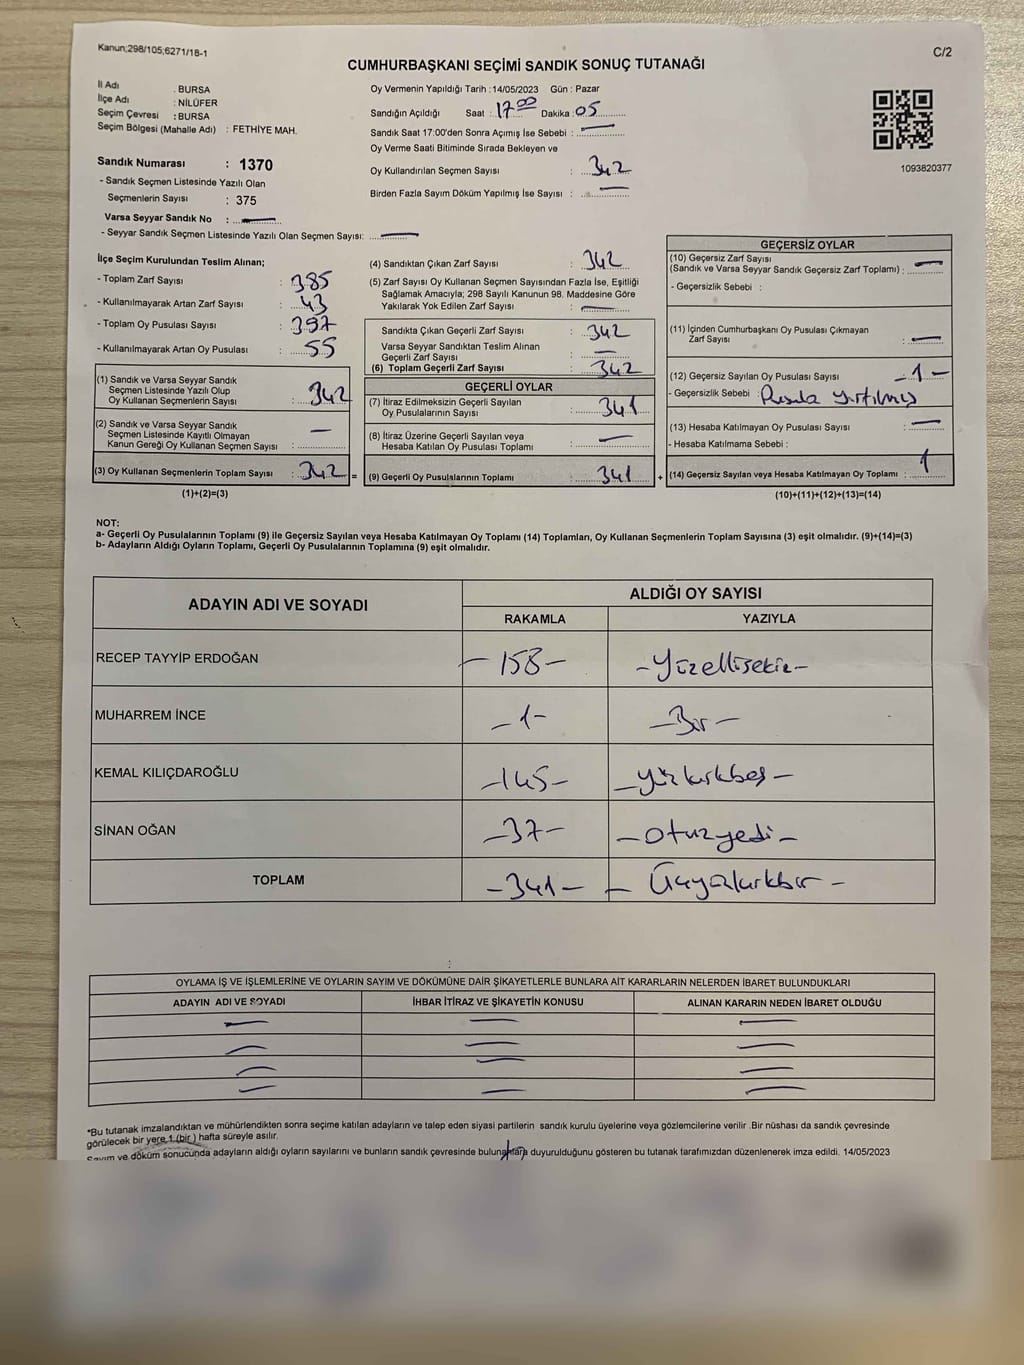 Kanun;298/105;6271/18-1
C/2
CUMHURBAŞKANI SEÇİMİ SANDIK SONUÇ TUTANAĞI
İl Adı : BURSA
İlçe Adı : NİLÜFER
Seçim Çevresi : BURSA
Seçim Bölgesi (Mahalle Adı) : FETHİYE MAH.
Sandık Numarası : 1370
- Sandık Seçmen Listesinde Yazılı Olan
Seçmenlerin Sayısı : 375
Varsa Seyyar Sandık No : —
- Seyyar Sandık Seçmen Listesinde Yazılı Olan Seçmen Sayısı: —
Oy Vermenin Yapıldığı Tarih : 14/05/2023 Gün : Pazar
Sandığın Açıldığı Saat : 17:00 Dakika : 05
Sandık Saat 17:00'den Sonra Açımış İse Sebebi : —
Oy Verme Saati Bitiminde Sırada Bekleyen ve
Oy Kullandırılan Seçmen Sayısı : 342
Birden Fazla Sayım Döküm Yapılmış İse Sayısı : —
1093820377
İlçe Seçim Kurulundan Teslim Alınan;
- Toplam Zarf Sayısı : 385
- Kullanılmayarak Artan Zarf Sayısı : 43
- Toplam Oy Pusulası Sayısı : 397
- Kullanılmayarak Artan Oy Pusulası : 55
(1) Sandık ve Varsa Seyyar Sandık
Seçmen Listesinde Yazılı Olup
Oy Kullanan Seçmenlerin Sayısı : 342
(2) Sandık ve Varsa Seyyar Sandık
Seçmen Listesinde Kayıtlı Olmayan
Kanun Gereği Oy Kullanan Seçmen Sayısı : —
(3) Oy Kullanan Seçmenlerin Toplam Sayısı : 342 =
(1)+(2)=(3)
(4) Sandıktan Çıkan Zarf Sayısı : 342
(5) Zarf Sayısı Oy Kullanan Seçmen Sayısından Fazla İse, Eşitliği
Sağlamak Amacıyla; 298 Sayılı Kanunun 98. Maddesine Göre
Yakılarak Yok Edilen Zarf Sayısı : —
Sandıkta Çıkan Geçerli Zarf Sayısı : 342
Varsa Seyyar Sandıktan Teslim Alınan
Geçerli Zarf Sayısı : —
(6) Toplam Geçerli Zarf Sayısı : 342
GEÇERLİ OYLAR
(7) İtiraz Edilmeksizin Geçerli Sayılan
Oy Pusulalarının Sayısı : 341
(8) İtiraz Üzerine Geçerli Sayılan veya
Hesaba Katılan Oy Pusulası Toplamı : —
(9) Geçerli Oy Pusulalarının Toplamı : 341 +
GEÇERSİZ OYLAR
(10) Geçersiz Zarf Sayısı
(Sandık ve Varsa Seyyar Sandık Geçersiz Zarf Toplamı) : —
- Geçersizlik Sebebi :
(11) İçinden Cumhurbaşkanı Oy Pusulası Çıkmayan
Zarf Sayısı : —
(12) Geçersiz Sayılan Oy Pusulası Sayısı : -1-
- Geçersizlik Sebebi : Pusula yırtılmış
(13) Hesaba Katılmayan Oy Pusulası Sayısı : —
- Hesaba Katılmama Sebebi :
(14) Geçersiz Sayılan veya Hesaba Katılmayan Oy Toplamı : 1
(10)+(11)+(12)+(13)=(14)
NOT:
a- Geçerli Oy Pusulalarının Toplamı (9) ile Geçersiz Sayılan veya Hesaba Katılmayan Oy Toplamı (14) Toplamları, Oy Kullanan Seçmenlerin Toplam Sayısına (3) eşit olmalıdır. (9)+(14)=(3)
b- Adayların Aldığı Oyların Toplamı, Geçerli Oy Pusulalarının Toplamına (9) eşit olmalıdır.
ADAYIN ADI VE SOYADI
ALDIĞI OY SAYISI
RAKAMLA YAZIYLA
RECEP TAYYİP ERDOĞAN -158- -Yüzellisekiz-
MUHARREM İNCE -1- -Bir-
KEMAL KILIÇDAROĞLU -145- -yüzkırkbeş-
SİNAN OĞAN -37- -otuzyedi-
TOPLAM -341- - Üçyüzkırkbir -
OYLAMA İŞ VE İŞLEMLERİNE VE OYLARIN SAYIM VE DÖKÜMÜNE DAİR ŞİKAYETLERLE BUNLARA AİT KARARLARIN NELERDEN İBARET BULUNDUKLARI
ADAYIN ADI VE SOYADI İHBAR İTİRAZ VE ŞİKAYETİN KONUSU ALINAN KARARIN NEDEN İBARET OLDUĞU
*Bu tutanak imzalandıktan ve mühürlendikten sonra seçime katılan adayların ve talep eden siyasi partilerin sandık kurulu üyelerine veya gözlemcilerine verilir .Bir nüshası da sandık çevresinde
görülecek bir yere 1 (bir) hafta süreyle asılır.
Sayım ve döküm sonucunda adayların aldığı oyların sayılarını ve bunların sandık çevresinde bulunanlara duyurulduğunu gösteren bu tutanak tarafımızdan düzenlenerek imza edildi. 14/05/2023